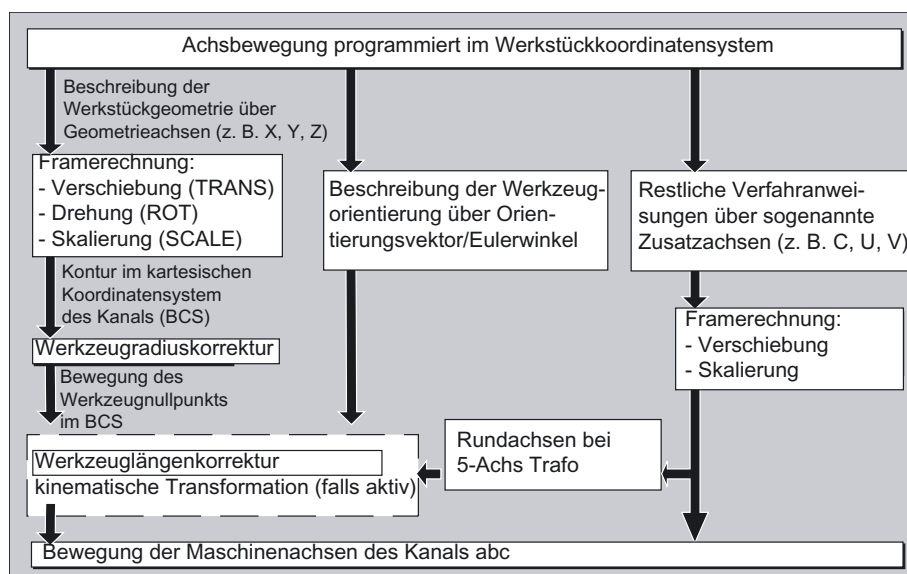 Achsbewegung programmiert im Werkstückkoordinatensystem
Beschreibung der
Werkstückgeometrie über
Geometrieachsen (z. B. X, Y, Z)
Framerechnung:
- Verschiebung (TRANS)
- Drehung (ROT)
- Skalierung (SCALE)
Kontur im kartesischen
Koordinatensystem
des Kanals (BCS)
Werkzeugradiuskorrektur
Bewegung des
Werkzeugnullpunkts
im BCS
Beschreibung der Werkzeug-
orientierung über Orien-
tierungsvektor/Eulerwinkel
Restliche Verfahranwei-
sungen über sogenannte
Zusatzachsen (z. B. C, U, V)
Framerechnung:
- Verschiebung
- Skalierung
Rundachsen bei
5-Achs Trafo
Werkzeuglängenkorrektur
kinematische Transformation (falls aktiv)
Bewegung der Maschinenachsen des Kanals abc